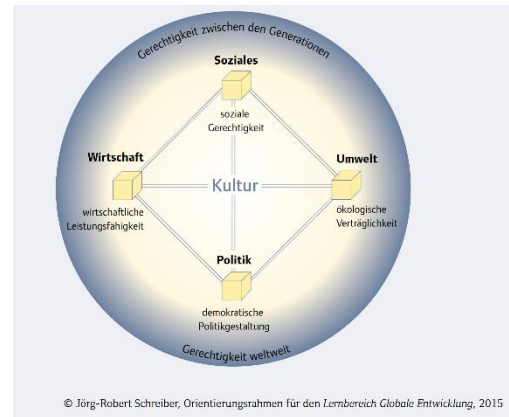 Gerechtigkeit zwischen den Generationen
Soziales
soziale
Gerechtigkeit
Wirtschaft
wirtschaftliche
Leistungsfähigkeit
Kultur
Umwelt
ökologische
Verträglichkeit
Politik
demokratische
Politikgestaltung
Gerechtigkeit weltweit
© Jörg-Robert Schreiber, Orientierungsrahmen für den Lernbereich Globale Entwicklung, 2015